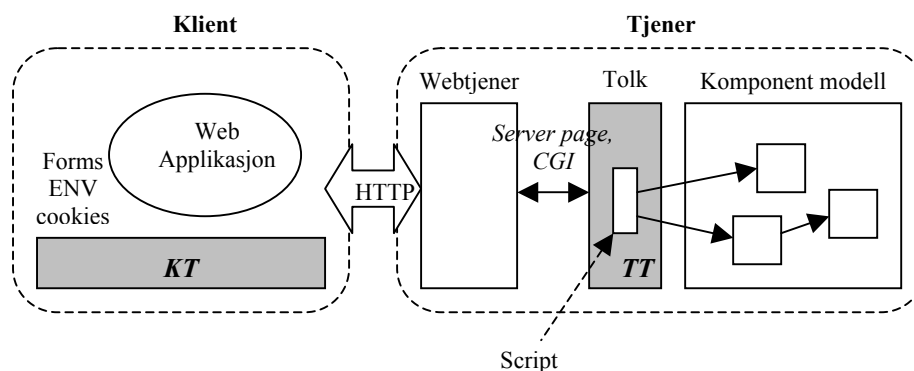 Klient
Tjener
Web
Applikasjon
Forms
ENV
cookies
KT
HTTP
Webtjener
Server page,
CGI
Tolk
TT
Komponent modell
Script